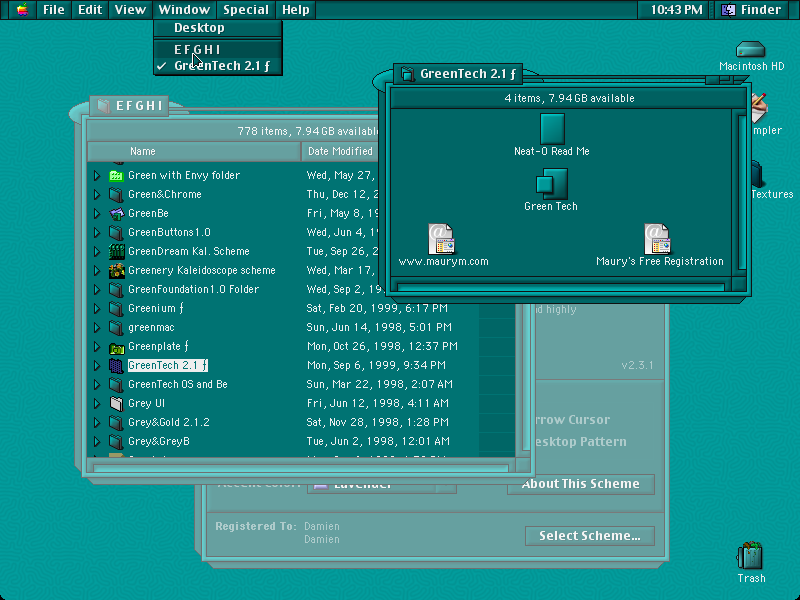 File Edit View Window Special Help 10:43 PM Finder
Desktop
E F G H I
✓ GreenTech 2.1 ƒ
Macintosh HD
GreenTech 2.1 ƒ
4 items, 7.94 GB available
Neat-O Read Me
Green Tech
www.maurym.com
Maury's Free Registration
E F G H I
778 items, 7.94 GB available
Name Date Modified
Green with Envy folder Wed, May 27,
Green&Chrome Thu, Dec 12, 2
GreenBe Fri, May 8, 19
GreenButtons1.0 Wed, Jun 4, 1
GreenDream Kal. Scheme Tue, Sep 26, 2
Greenery Kaleidoscope scheme Wed, Mar 17,
GreenFoundation1.0 Folder Wed, Sep 2, 19
Greenium ƒ Sat, Feb 20, 1999, 6:17 PM
greenmac Sun, Jun 14, 1998, 5:01 PM
Greenplate ƒ Mon, Oct 26, 1998, 12:37 PM
GreenTech 2.1 ƒ Mon, Sep 6, 1999, 9:34 PM
GreenTech OS and Be Sun, Mar 22, 1998, 2:07 AM
Grey UI Fri, Jun 12, 1998, 4:11 AM
Grey&Gold 2.1.2 Sat, Nov 28, 1998, 1:28 PM
Grey&GreyB Tue, Jun 2, 1998, 12:01 AM
mpler
Textures
highly
v2.3.1
rrow Cursor
esktop Pattern
Accent Color: Lavender
About This Scheme
Registered To: Damien
Damien
Select Scheme...
Trash